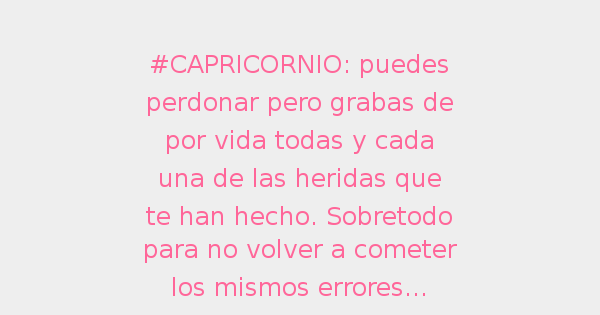 #CAPRICORNIO: puedes
perdonar pero grabas de
por vida todas y cada
una de las heridas que
te han hecho. Sobretodo
para no volver a cometer
los mismos errores...